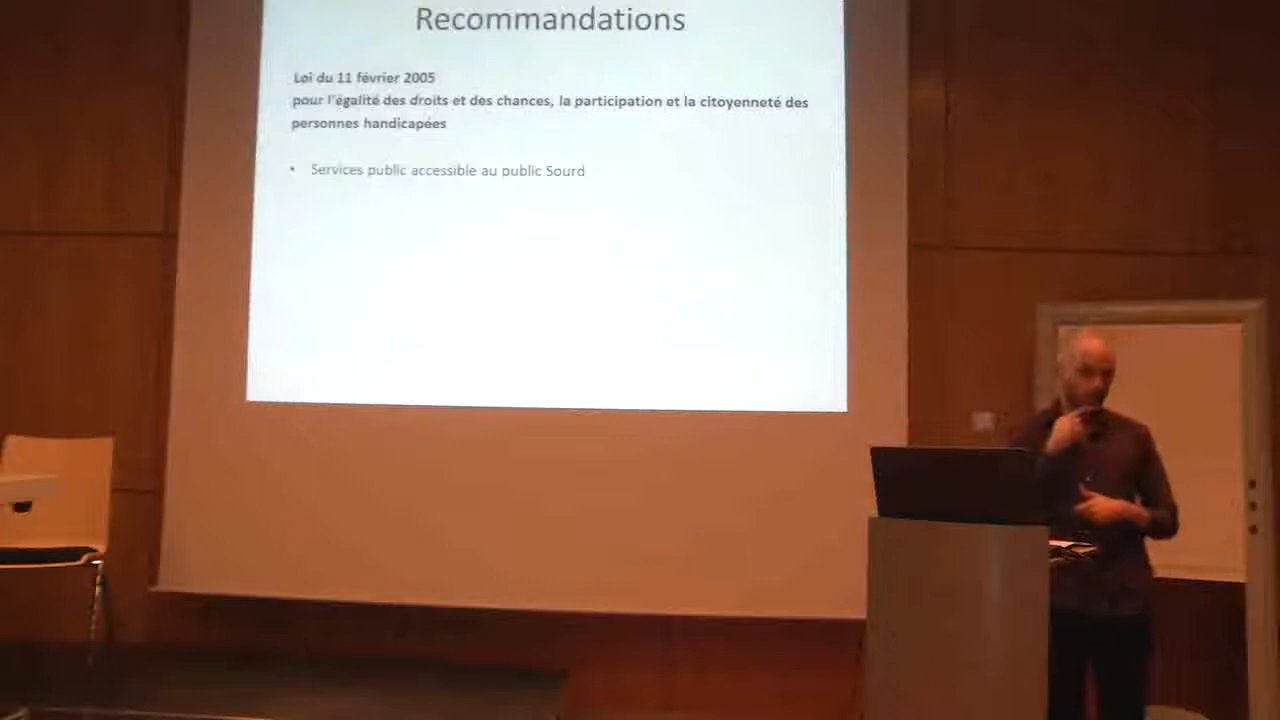 Recommandations
Loi du 11 février 2005
pour l'égalité des droits et des chances, la participation et la citoyenneté des
personnes handicapées
• Services public accessible au public Sourd